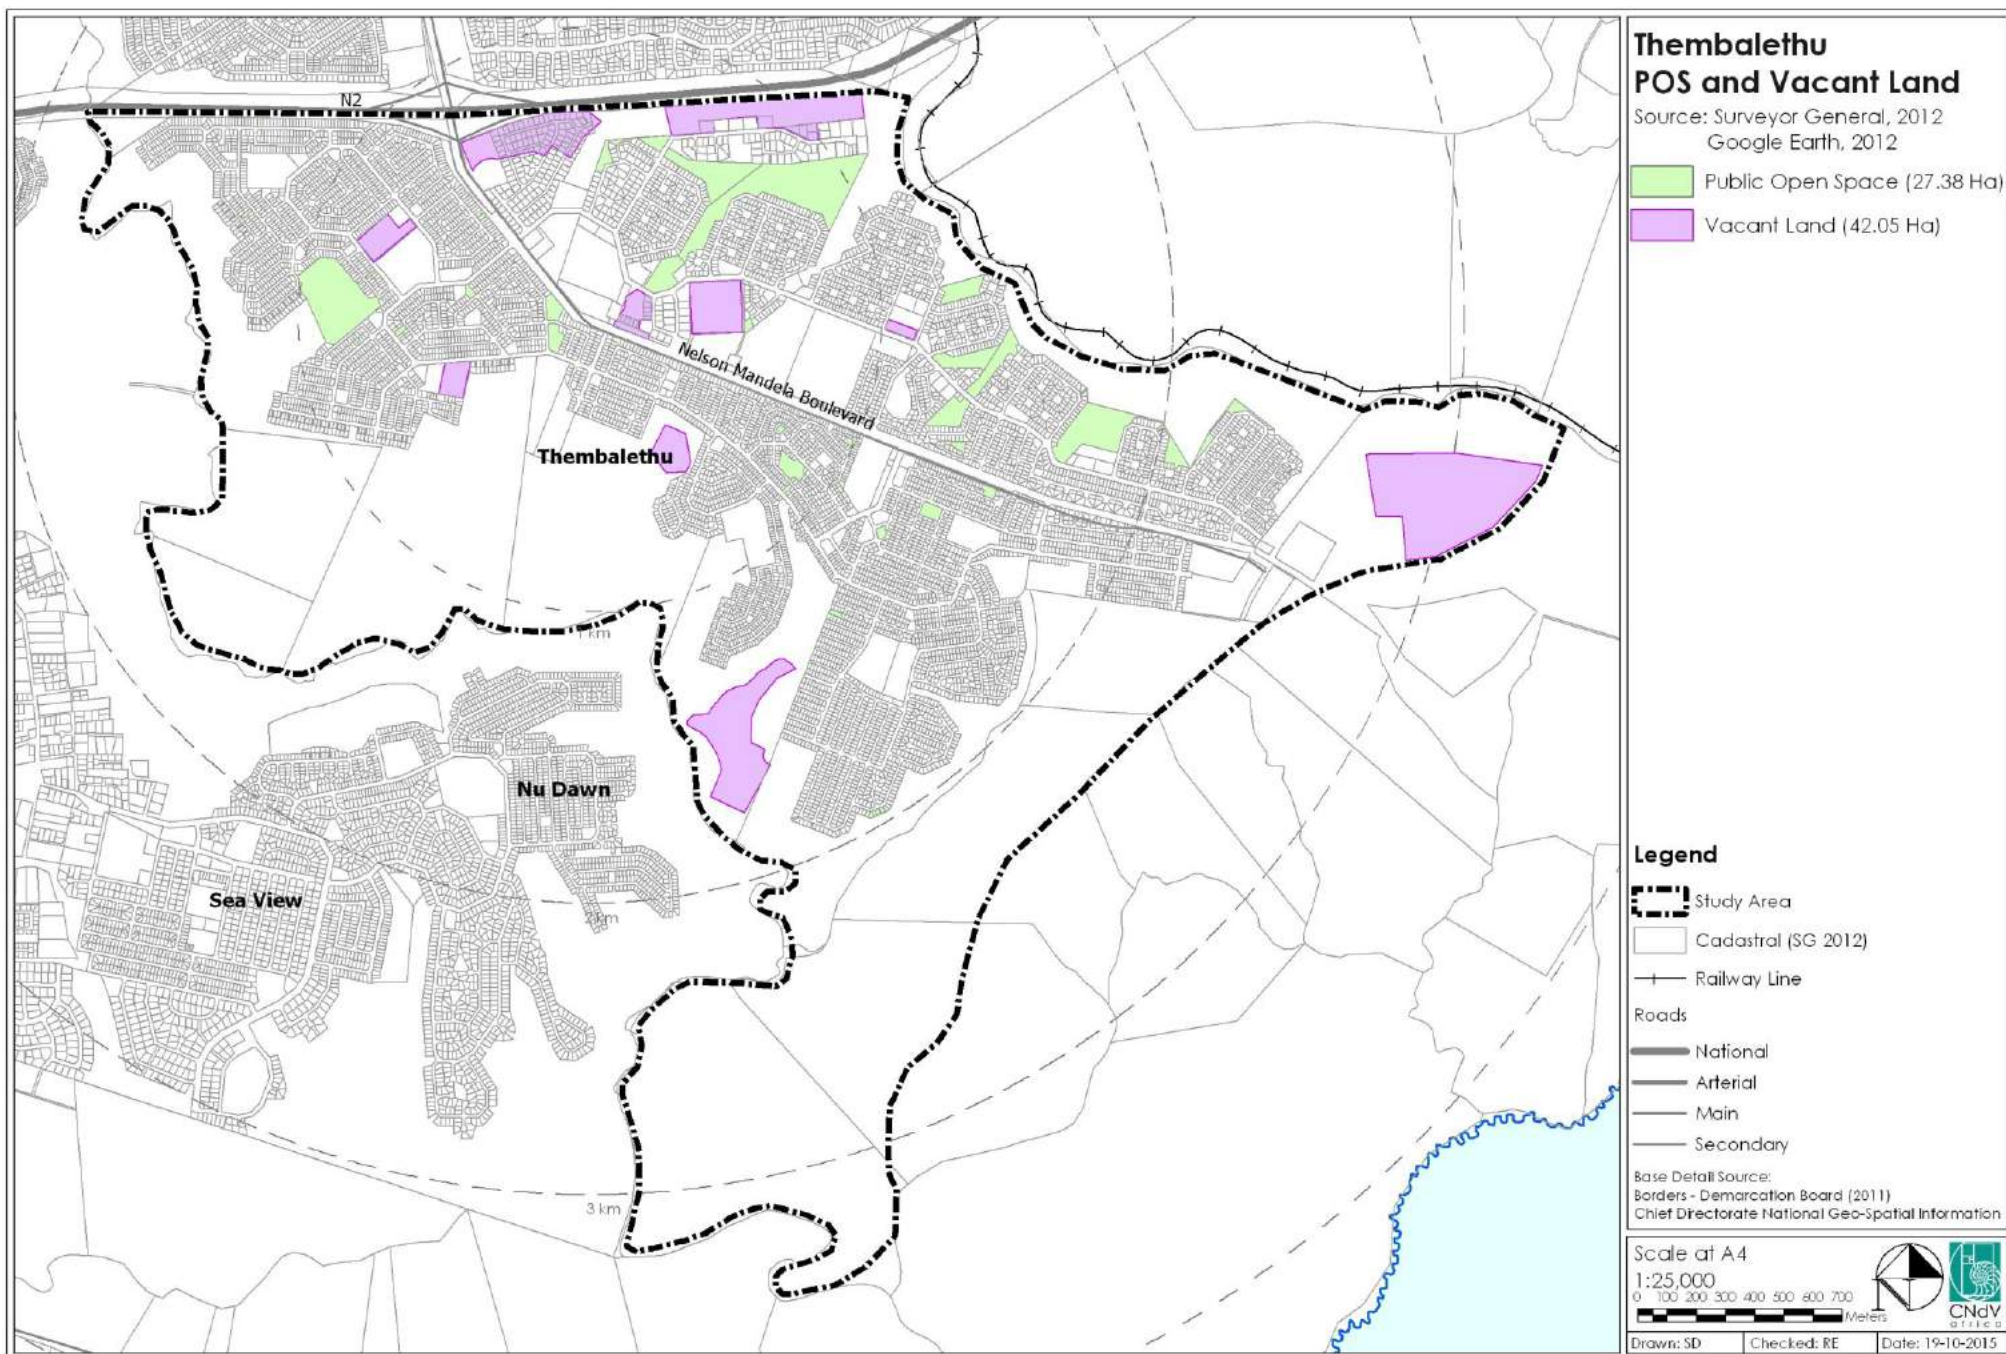 N2
Nelson Mandela Boulevard
Thembalethu
1 km
Nu Dawn
Sea View
2 km
3 km
Thembalethu
POS and Vacant Land
Source: Surveyor General, 2012
Google Earth, 2012
Public Open Space (27.38 Ha)
Vacant Land (42.05 Ha)
Legend
Study Area
Cadastral (SG 2012)
Railway Line
Roads
National
Arterial
Main
Secondary
Base Detail Source:
Borders - Demarcation Board (2011)
Chief Directorate National Geo-Spatial Information
Scale at A4
1:25,000
0 100 200 300 400 500 600 700
Meters
N
CNdV
africa
Drawn: SD Checked: RE Date: 19-10-2015